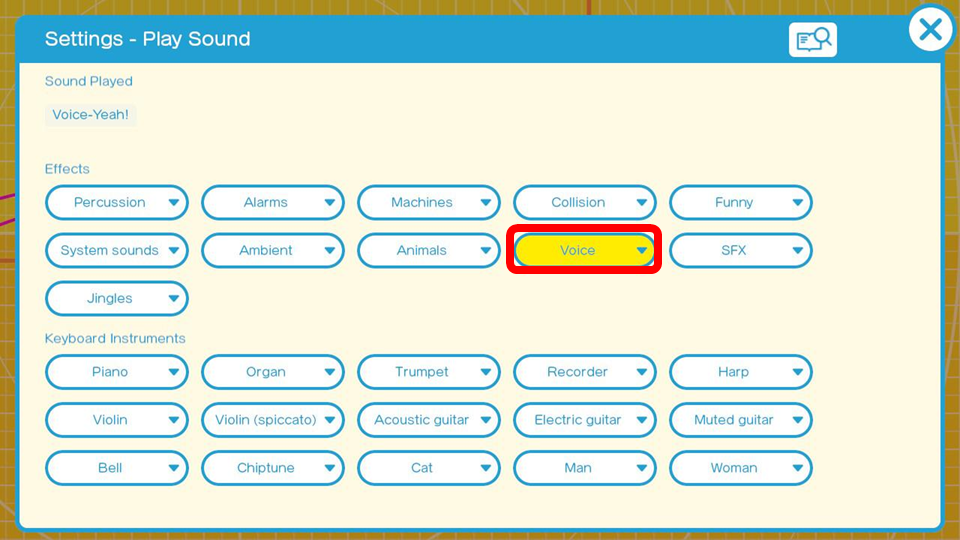 Settings - Play Sound
Sound Played
Voice-Yeah!
Effects
Percussion Alarms Machines Collision Funny
System sounds Ambient Animals Voice SFX
Jingles
Keyboard Instruments
Piano Organ Trumpet Recorder Harp
Violin Violin (spiccato) Acoustic guitar Electric guitar Muted guitar
Bell Chiptune Cat Man Woman